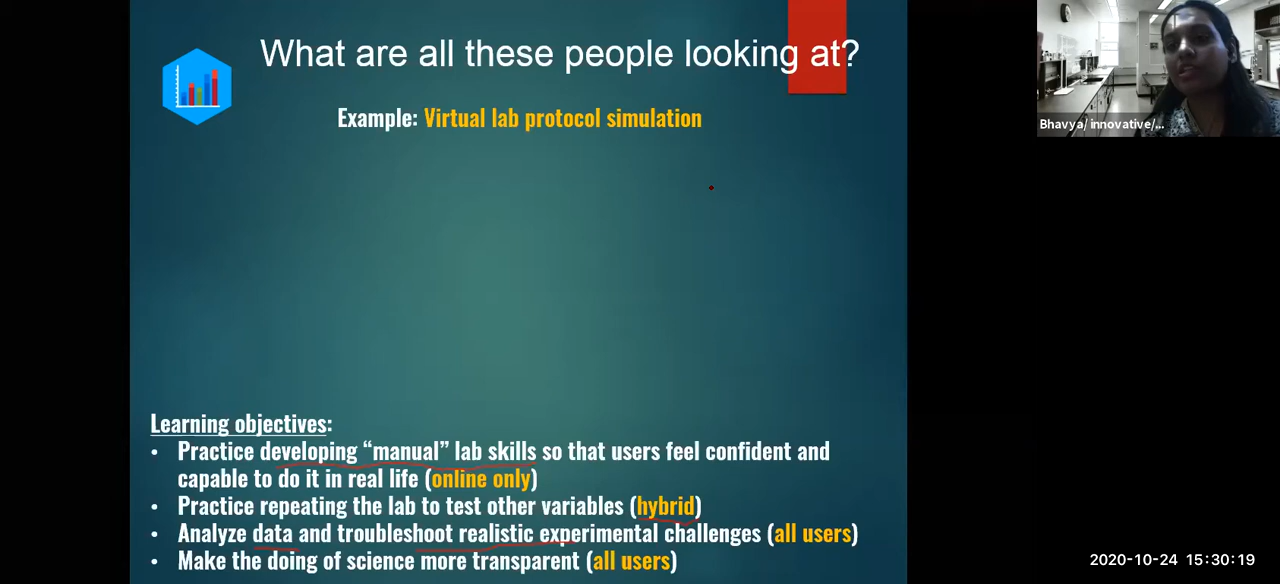 What are all these people looking at?
Example: Virtual lab protocol simulation
Bhavya/ innovative/...
Learning objectives:
• Practice developing “manual” lab skills so that users feel confident and
capable to do it in real life (online only)
• Practice repeating the lab to test other variables (hybrid)
• Analyze data and troubleshoot realistic experimental challenges (all users)
• Make the doing of science more transparent (all users)
2020-10-24 15:30:19